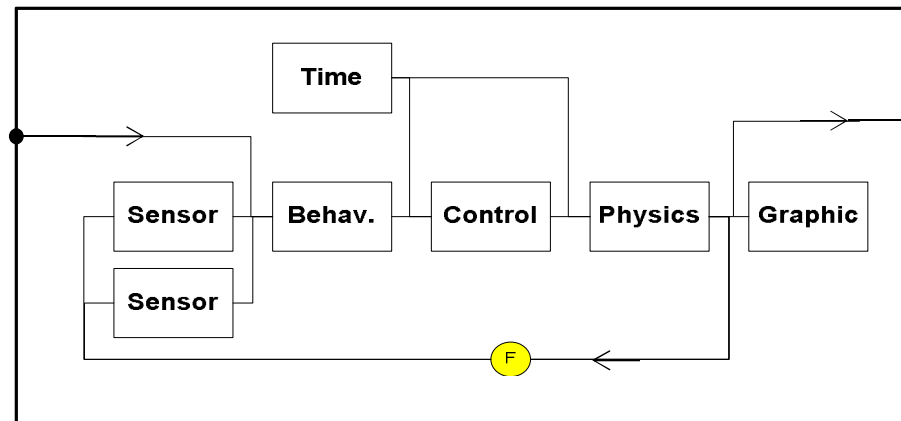 Time
Sensor
Behav.
Control
Physics
Graphic
Sensor
F